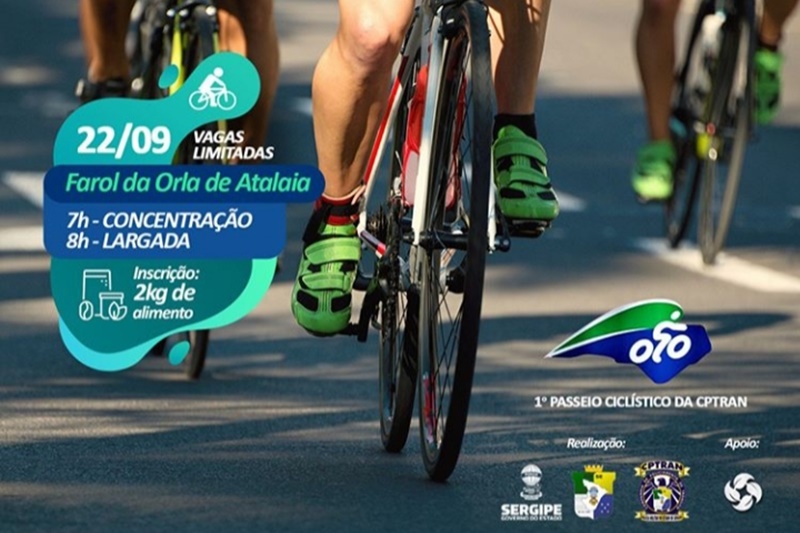 22/09
VAGAS
LIMITADAS
Farol da Orla de Atalaia
7h - CONCENTRAÇÃO
8h - LARGADA
Inscrição:
2kg de
alimento
1º PASSEIO CICLÍSTICO DA CPTRAN
Realização:
Apoio:
SERGIPE
GOVERNO DO ESTADO
CPTRAN